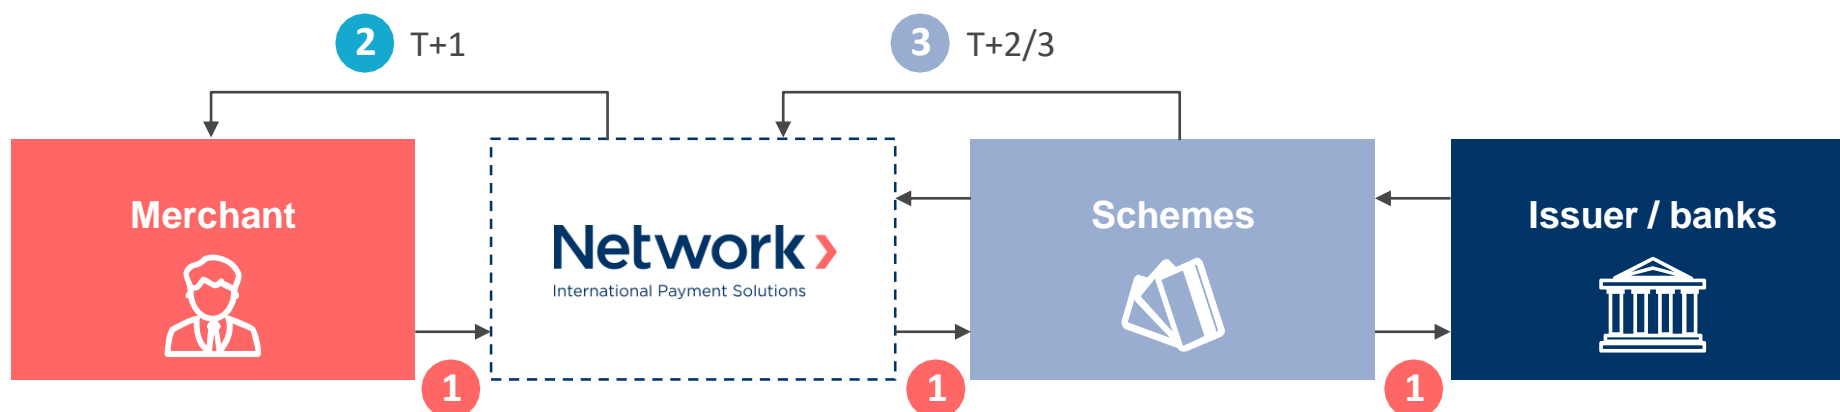 2 T+1
3 T+2/3
Merchant
Network
International Payment Solutions
Schemes
Issuer / banks
1
1
1